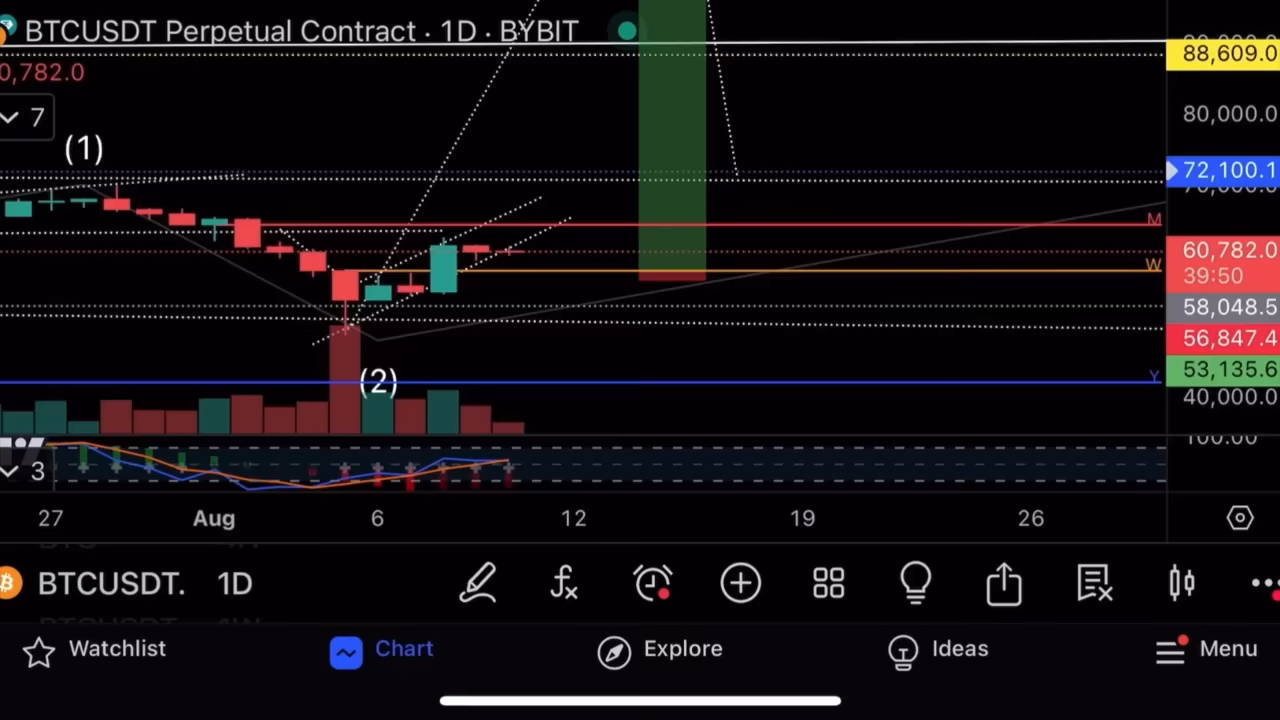 BTCUSDT Perpetual Contract · 1D · BYBIT
88,609.0
0,782.0
7
80,000.0
(1)
72,100.1
M
60,782.0
39:50
W
58,048.5
56,847.4
53,135.6
Y
(2)
40,000.0
100.00
3
27 Aug 6 12 19 26
BTCUSDT. 1D
Watchlist Chart Explore Ideas Menu